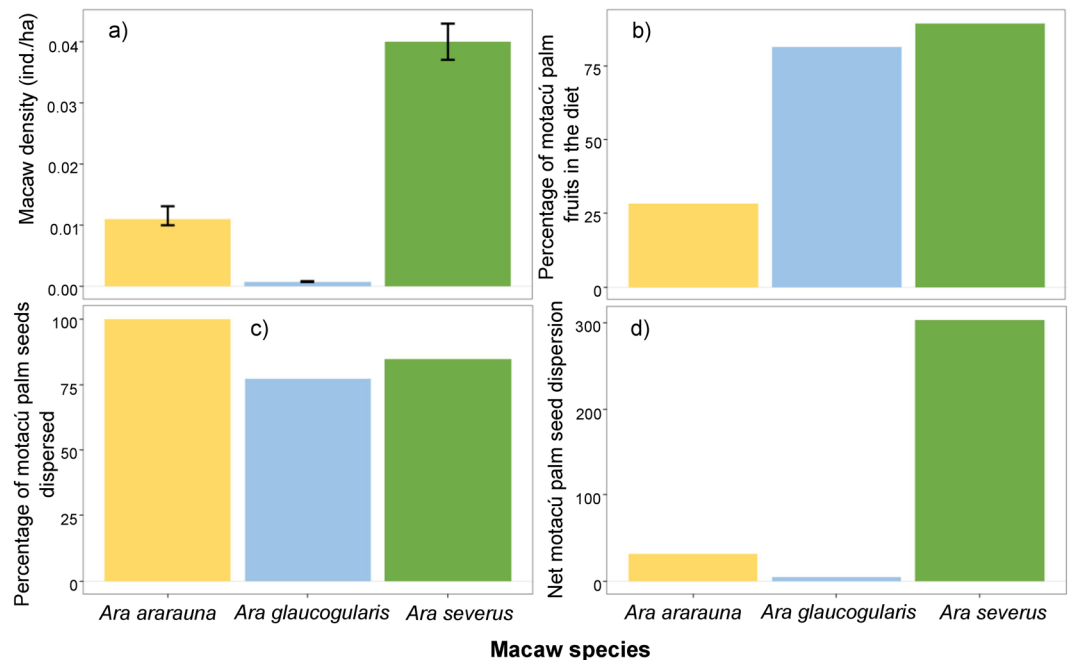 a)
Macaw density (ind./ha)
0.04
0.03
0.02
0.01
0.00
b)
Percentage of motacú palm
fruits in the diet
75
50
25
0
c)
Percentage of motacú palm seeds
dispersed
100
75
50
25
0
Ara ararauna
Ara glaucogularis
Ara severus
d)
Net motacú palm seed dispersion
300
200
100
0
Ara ararauna
Ara glaucogularis
Ara severus
Macaw species